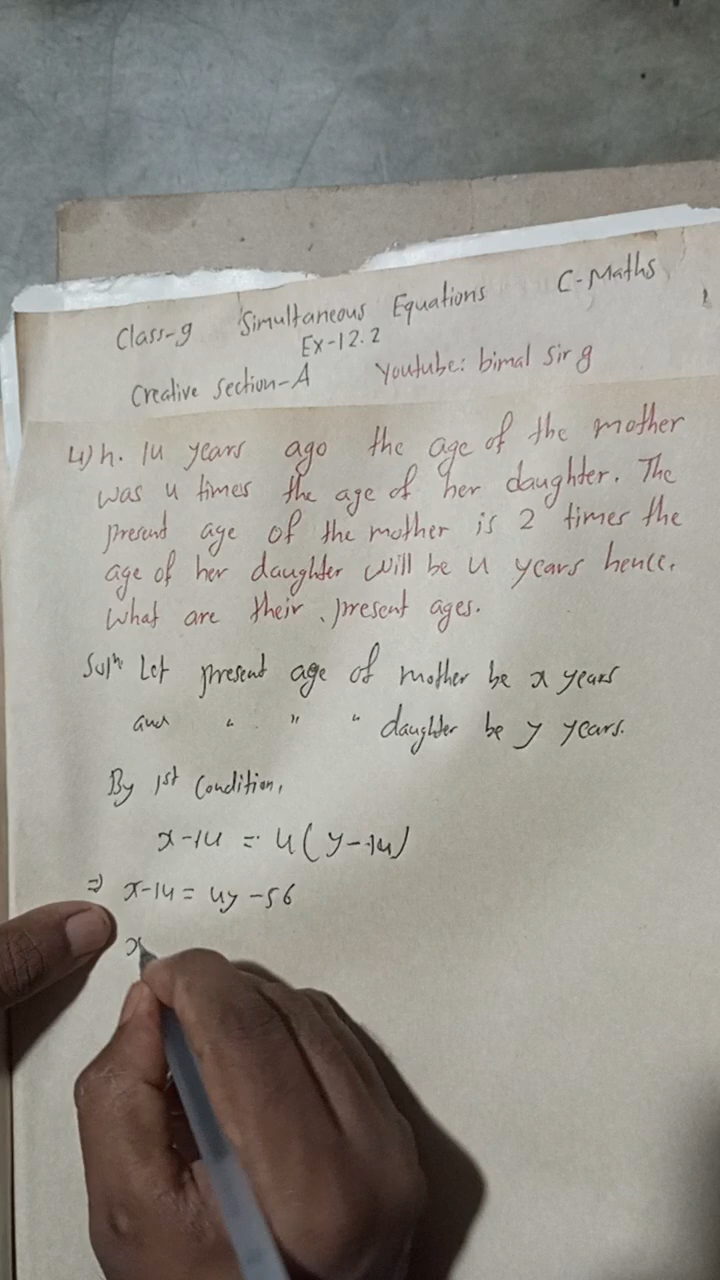 Class-9 Simultaneous Equations C-Maths
Ex-12.2
Creative Section-A Youtube: bimal Sir 9
4) h. 14 years ago the age of the mother
was 4 times the age of her daughter. The
present age of the mother is 2 times the
age of her daughter will be 4 years hence.
What are their present ages.
Solⁿ Let present age of mother be x years
and " " " daughter be y years.
By 1st Condition,
x-14 = 4(y-14)
⇒ x-14 = 4y -56
x